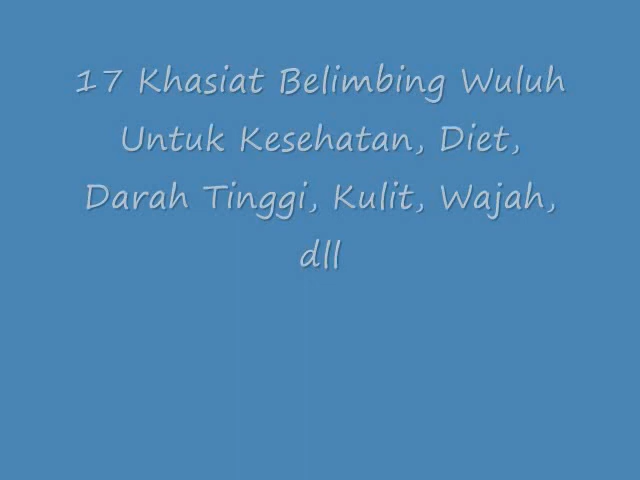 17 Khasiat Belimbing Wuluh
Untuk Kesehatan, Diet,
Darah Tinggi, Kulit, Wajah,
dll